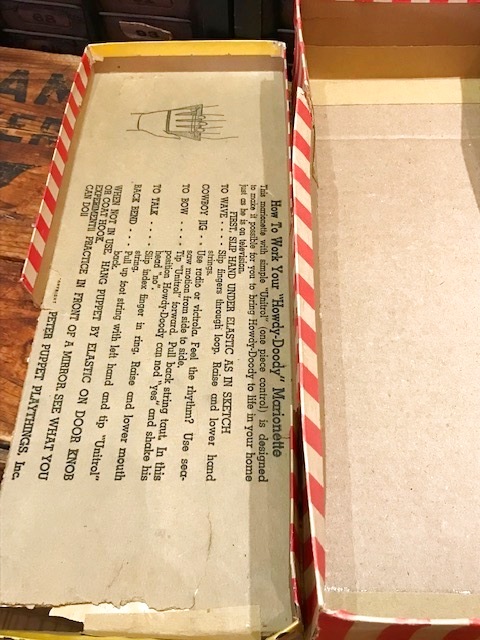 How To Work Your "Howdy-Doody" Marionette
This marionette with simple "Unitrol" (one piece control) is designed
to make it possible for you to bring Howdy-Doody to life in your home
just as he is on television.
FIRST, SLIP HAND UNDER ELASTIC AS IN SKETCH
TO WAVE - - - - Slip fingers through loop. Raise and lower hand
strings.
COWBOY JIG - - Use radio or victrola. Feel the rhythm? Use sea-
saw motion from side to side.
TO BOW - - - - Tip "Unitrol" forward. Pull back string taut. In this
position Howdy-Doody can nod "yes" and shake his
head "no".
TO TALK - - - - Slip index finger in ring. Raise and lower mouth
string.
BACK BEND - - - Pull up foot string with left hand and tip "Unitrol"
back.
WHEN NOT IN USE, HANG PUPPET BY ELASTIC ON DOOR KNOB
OR COAT HOOK.
EXPERIMENT! PRACTICE IN FRONT OF A MIRROR. SEE WHAT YOU
CAN DO!!
PETER PUPPET PLAYTHINGS, Inc.